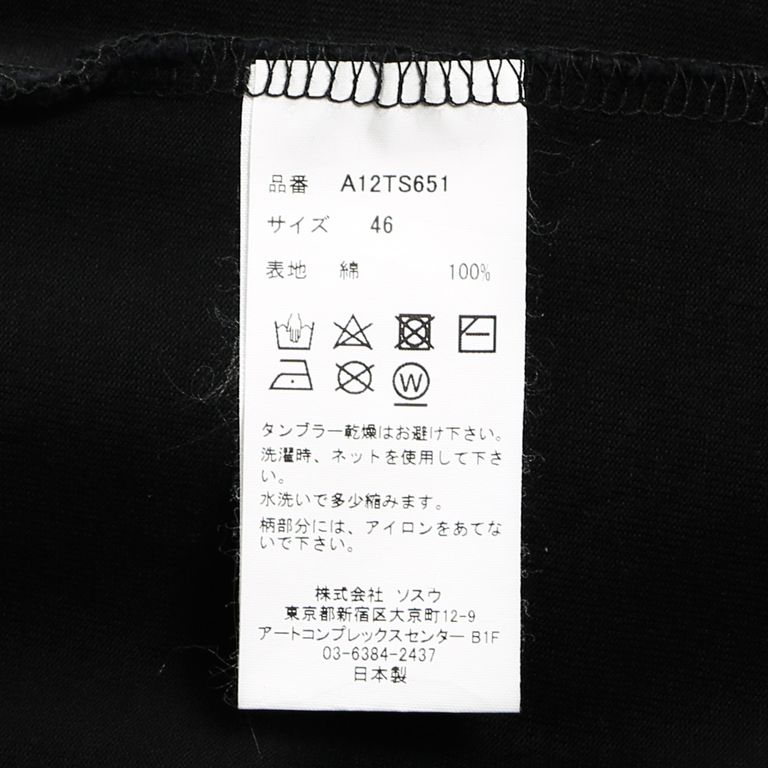 品番 A12TS651
サイズ 46
表地 綿 100%
W
タンブラー乾燥はお避け下さい。
洗濯時、ネットを使用して下さ
い。
水洗いで多少縮みます。
柄部分には、アイロンをあてな
いで下さい。
株式会社 ソスウ
東京都新宿区大京町12-9
アートコンプレックスセンター B1F
03-6384-2437
日本製